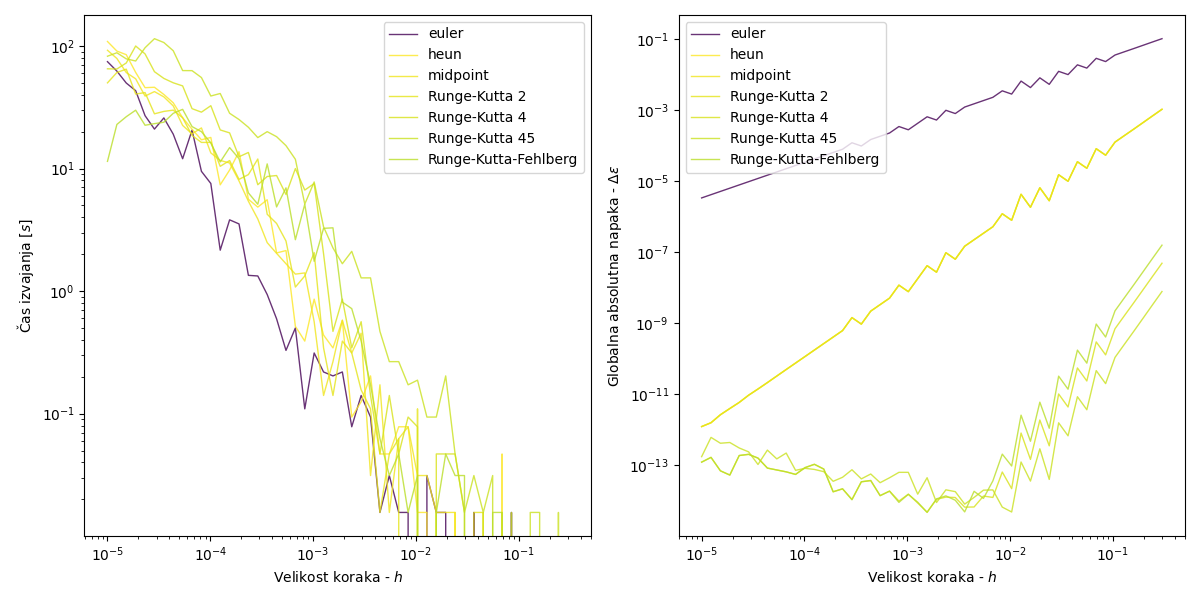 10⁻⁵
10⁻⁴
10⁻³
10⁻²
10⁻¹
Velikost koraka - h
10⁻¹
10⁰
10¹
10²
Čas izvajanja [s]
euler
heun
midpoint
Runge-Kutta 2
Runge-Kutta 4
Runge-Kutta 45
Runge-Kutta-Fehlberg
10⁻⁵
10⁻⁴
10⁻³
10⁻²
10⁻¹
Velikost koraka - h
10⁻¹³
10⁻¹¹
10⁻⁹
10⁻⁷
10⁻⁵
10⁻³
10⁻¹
Globalna absolutna napaka - Δε
euler
heun
midpoint
Runge-Kutta 2
Runge-Kutta 4
Runge-Kutta 45
Runge-Kutta-Fehlberg